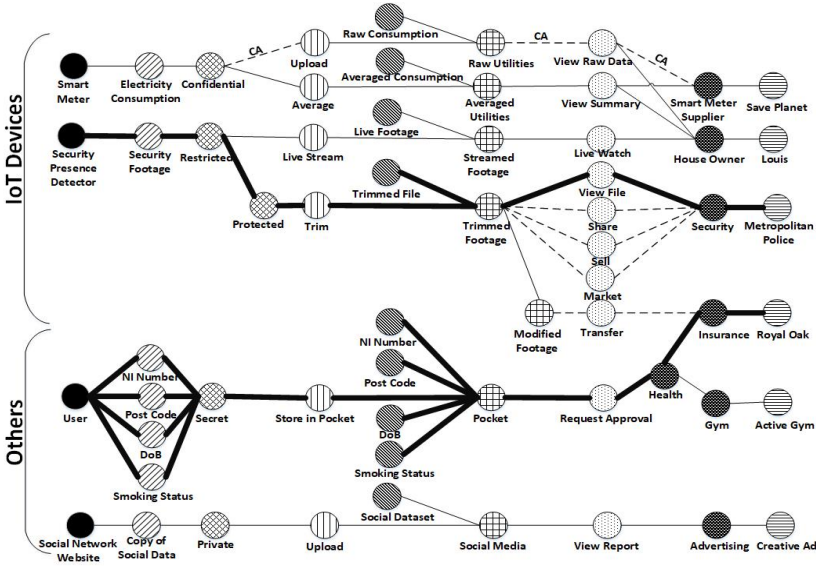 IoT Devices
Others
Raw Consumption
CA
CA
CA
Upload
Raw Utilities
View Raw Data
Averaged Consumption
Smart
Meter
Electricity
Consumption
Confidential
Average
Averaged
Utilities
View Summary
Smart Meter
Supplier
Save Planet
Live Footage
Security
Presence
Detector
Security
Footage
Restricted
Live Stream
Streamed
Footage
Live Watch
House Owner
Louis
Trimmed File
View File
Protected
Trim
Trimmed
Footage
Share
Security
Metropolitan
Police
Sell
Market
Modified
Footage
Transfer
Insurance
Royal Oak
NI Number
NI Number
Post Code
Health
User
Post Code
Secret
Store in Pocket
Pocket
Request Approval
DoB
DoB
Gym
Active Gym
Smoking Status
Smoking Status
Social Dataset
Social Network
Website
Copy of
Social Data
Private
Upload
Social Media
View Report
Advertising
Creative Ad